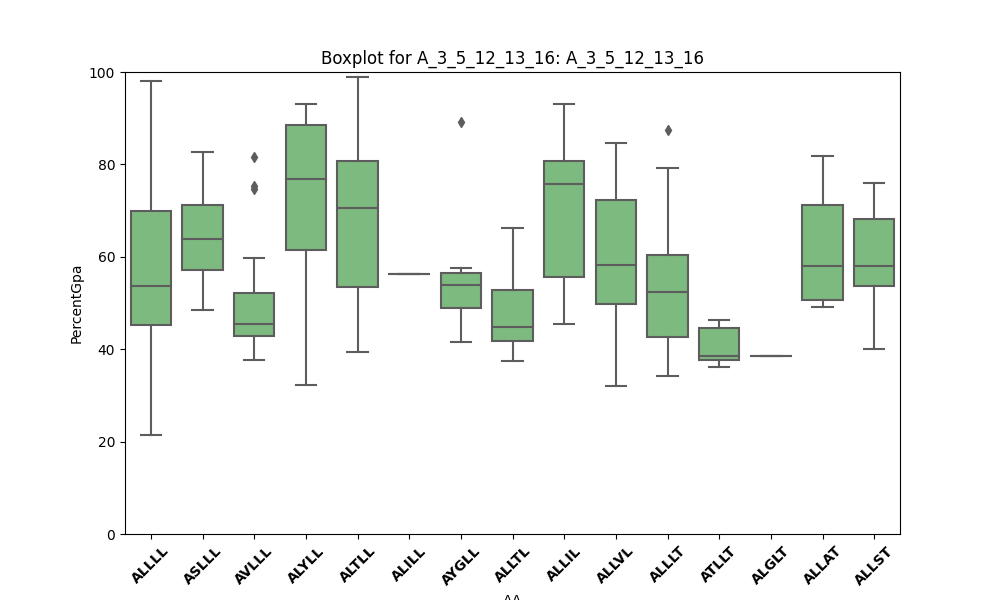 Boxplot for A_3_5_12_13_16: A_3_5_12_13_16
100
80
60
40
20
0
PercentGpa
ALLLL
ASLLL
AVLLL
ALYLL
ALTLL
ALILL
AYGLL
ALLTL
ALLIL
ALLVL
ALLLT
ATLLT
ALGLT
ALLAT
ALLST
AA